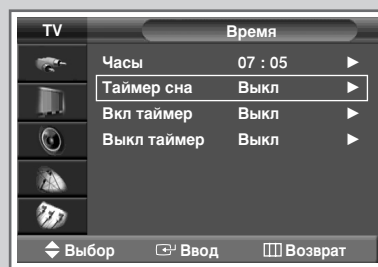 TV Время
Часы 07 : 05
Таймер сна Выкл
Вкл таймер Выкл
Выкл таймер Выкл
Выбор Ввод Возврат